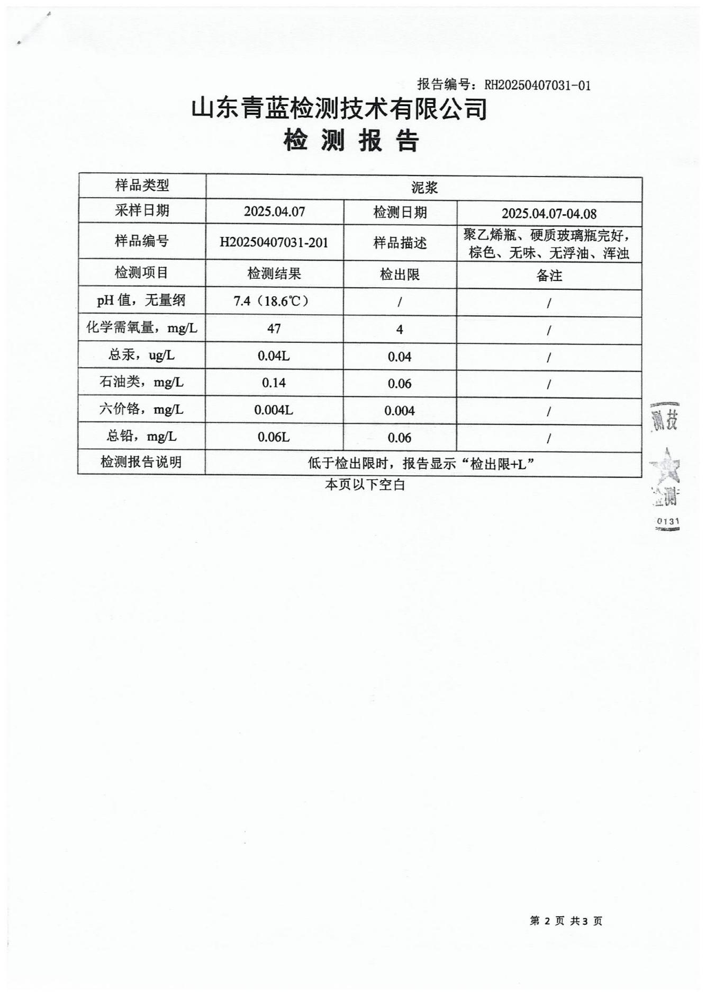 报告编号：RH20250407031-01
山东青蓝检测技术有限公司
检 测 报 告
样品类型 泥浆
采样日期 2025.04.07 检测日期 2025.04.07-04.08
样品编号 H20250407031-201 样品描述 聚乙烯瓶、硬质玻璃瓶完好，
棕色、无味、无浮油、浑浊
检测项目 检测结果 检出限 备注
pH 值，无量纲 7.4（18.6℃） / /
化学需氧量，mg/L 47 4 /
总汞，ug/L 0.04L 0.04 /
石油类，mg/L 0.14 0.06 /
六价铬，mg/L 0.004L 0.004 /
总铅，mg/L 0.06L 0.06 /
检测报告说明 低于检出限时，报告显示“检出限+L”
本页以下空白
测技
测
0131
第 2 页 共3 页